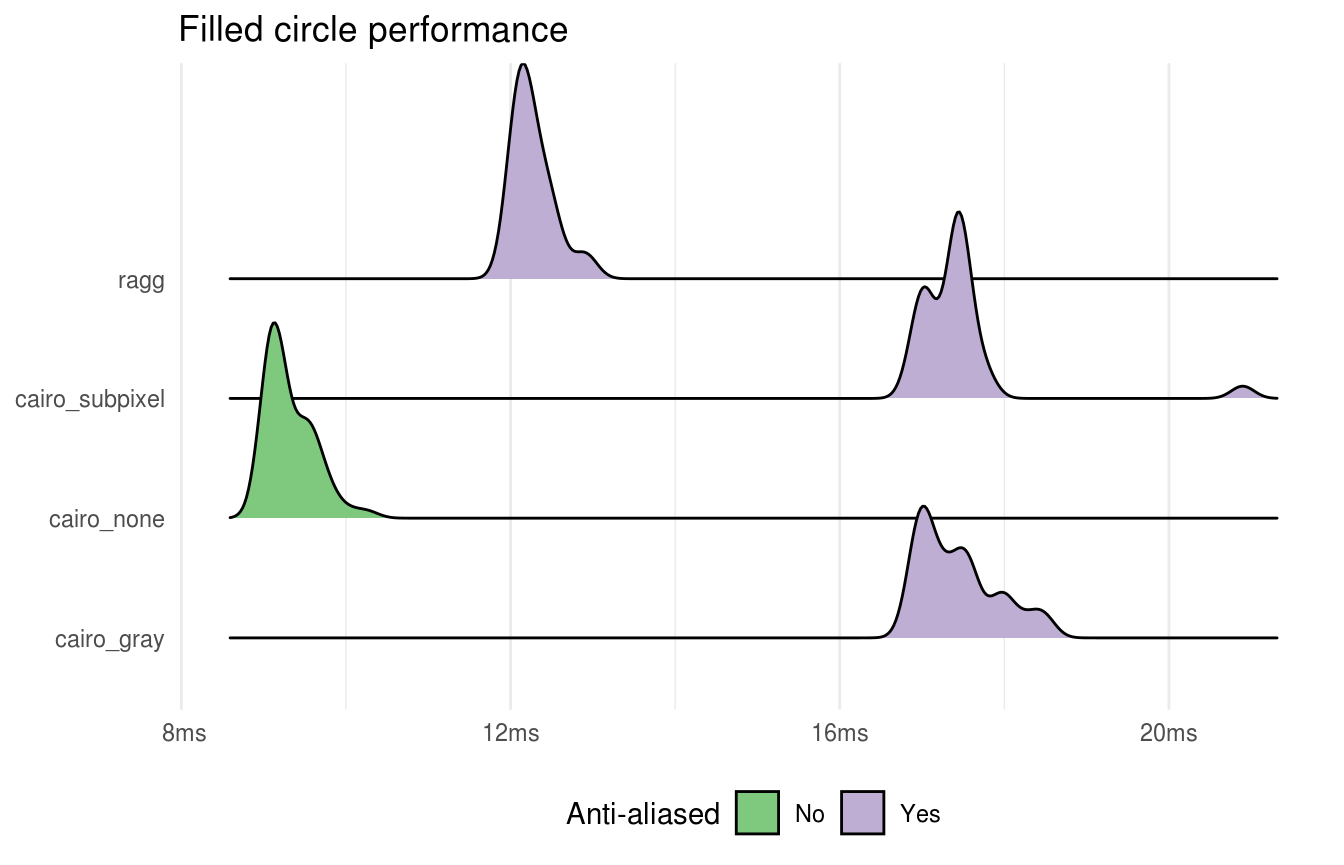 Filled circle performance
ragg
cairo_subpixel
cairo_none
cairo_gray
8ms 12ms 16ms 20ms
Anti-aliased No Yes